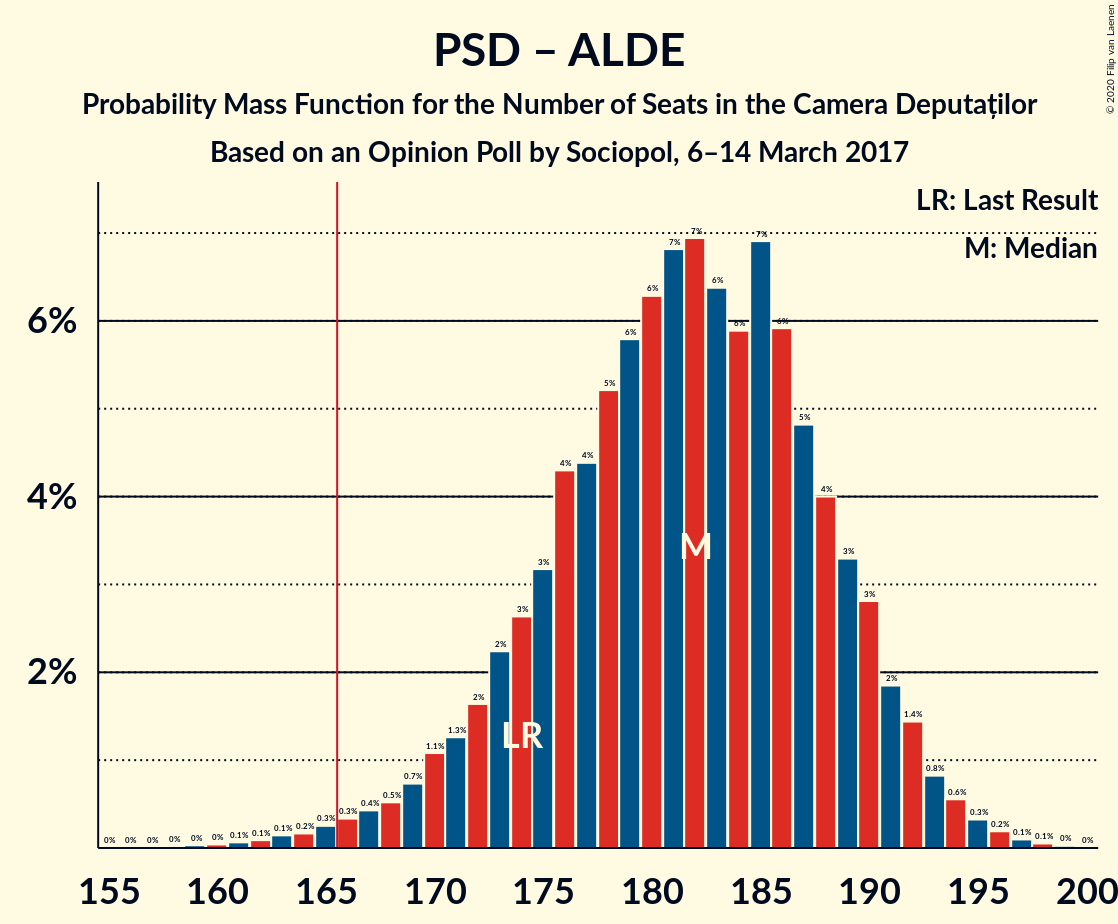 PSD – ALDE
Probability Mass Function for the Number of Seats in the Camera Deputaților
Based on an Opinion Poll by Sociopol, 6–14 March 2017
© 2020 Filip van Laenen
LR: Last Result
M: Median
6%
4%
2%
0% 0% 0% 0% 0% 0% 0.1% 0.1% 0.1% 0.2% 0.3% 0.3% 0.4% 0.5% 0.7% 1.1% 1.3% 2% 2% 3% 3% 4% 4% 5% 6% 6% 7% 7% 6% 6% 7% 6% 5% 4% 3% 3% 2% 1.4% 0.8% 0.6% 0.3% 0.2% 0.1% 0.1% 0% 0%
M
LR
155 160 165 170 175 180 185 190 195 200